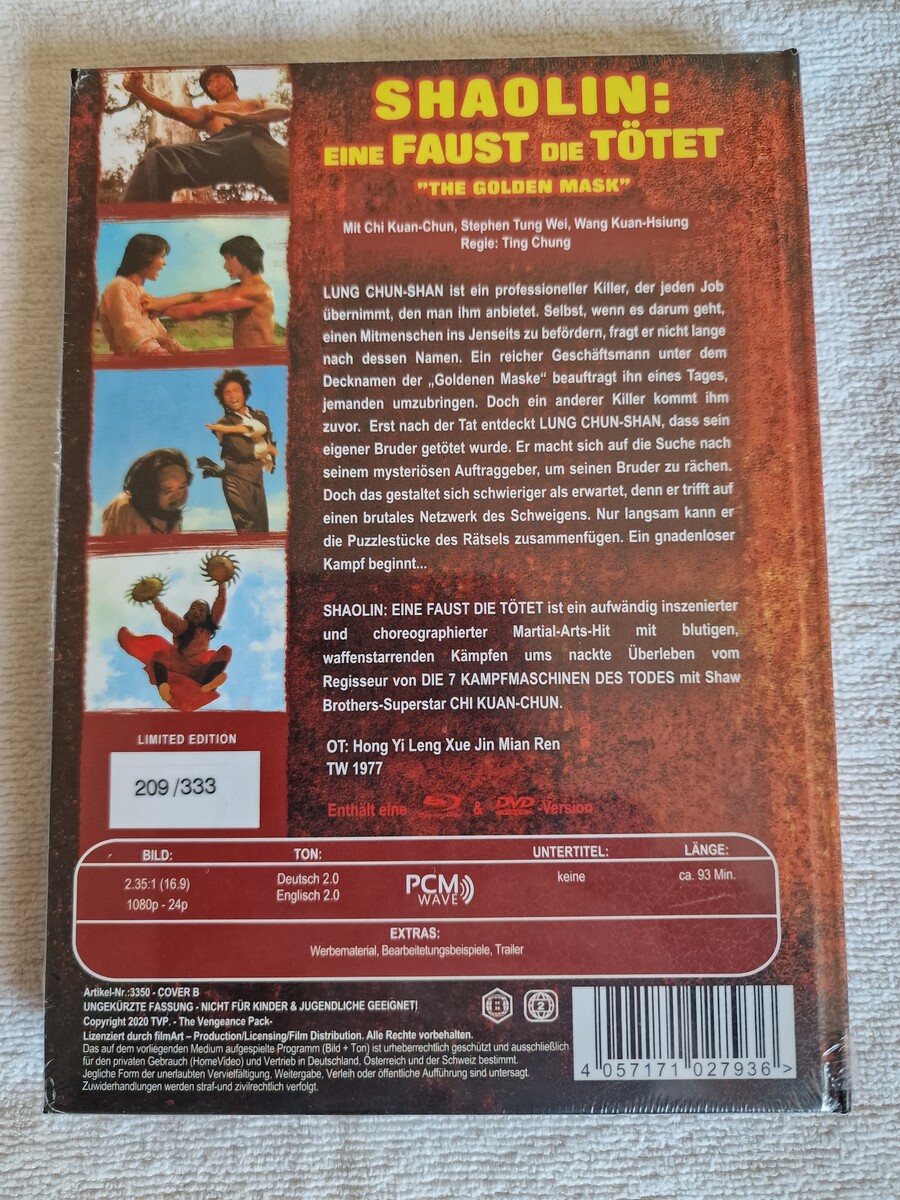 SHAOLIN:
EINE FAUST DIE TÖTET
"THE GOLDEN MASK"
Mit Chi Kuan-Chun, Stephen Tung Wei, Wang Kuan-Hsiung
Regie: Ting Chung
LUNG CHUN-SHAN ist ein professioneller Killer, der jeden Job
übernimmt, den man ihm anbietet. Selbst, wenn es darum geht,
einen Mitmenschen ins Jenseits zu befördern, fragt er nicht lange
nach dessen Namen. Ein reicher Geschäftsmann unter dem
Decknamen der „Goldenen Maske“ beauftragt ihn eines Tages,
jemanden umzubringen. Doch ein anderer Killer kommt ihm
zuvor. Erst nach der Tat entdeckt LUNG CHUN-SHAN, dass sein
eigener Bruder getötet wurde. Er macht sich auf die Suche nach
seinem mysteriösen Auftraggeber, um seinen Bruder zu rächen.
Doch das gestaltet sich schwieriger als erwartet, denn er trifft auf
einen brutales Netzwerk des Schweigens. Nur langsam kann er
die Puzzlestücke des Rätsels zusammenfügen. Ein gnadenloser
Kampf beginnt...
SHAOLIN: EINE FAUST DIE TÖTET ist ein aufwändig inszenierter
und choreographierter Martial-Arts-Hit mit blutigen,
waffenstarrenden Kämpfen ums nackte Überleben vom
Regisseur von DIE 7 KAMPFMASCHINEN DES TODES mit Shaw
Brothers-Superstar CHI KUAN-CHUN.
OT: Hong Yi Leng Xue Jin Mian Ren
TW 1977
LIMITED EDITION
209 /333
Enthält eine & DVD Version
BILD: TON: UNTERTITEL: LÄNGE:
2.35:1 (16.9) Deutsch 2.0 PCM keine ca. 93 Min.
1080p - 24p Englisch 2.0 WAVE
EXTRAS:
Werbematerial, Bearbeitetungsbeispiele, Trailer
Artikel-Nr.:3350 - COVER B
UNGEKÜRZTE FASSUNG - NICHT FÜR KINDER & JUGENDLICHE GEEIGNET!
Copyright 2020 TVP. - The Vengeance Pack-
Lizenziert durch filmArt – Production/Licensing/Film Distribution. Alle Rechte vorbehalten.
Das auf dem vorliegenden Medium aufgespielte Programm (Bild + Ton) ist urheberrechtlich geschützt und ausschließlich
für den privaten Gebrauch (HomeVideo) und Vertrieb in Deutschland, Österreich und der Schweiz bestimmt.
Jegliche Form der unerlaubten Vervielfältigung, Weitergabe, Verleih oder öffentliche Aufführung sind untersagt.
Zuwiderhandlungen werden straf-und zivilrechtlich verfolgt.
B 2
4 057171 027936 >